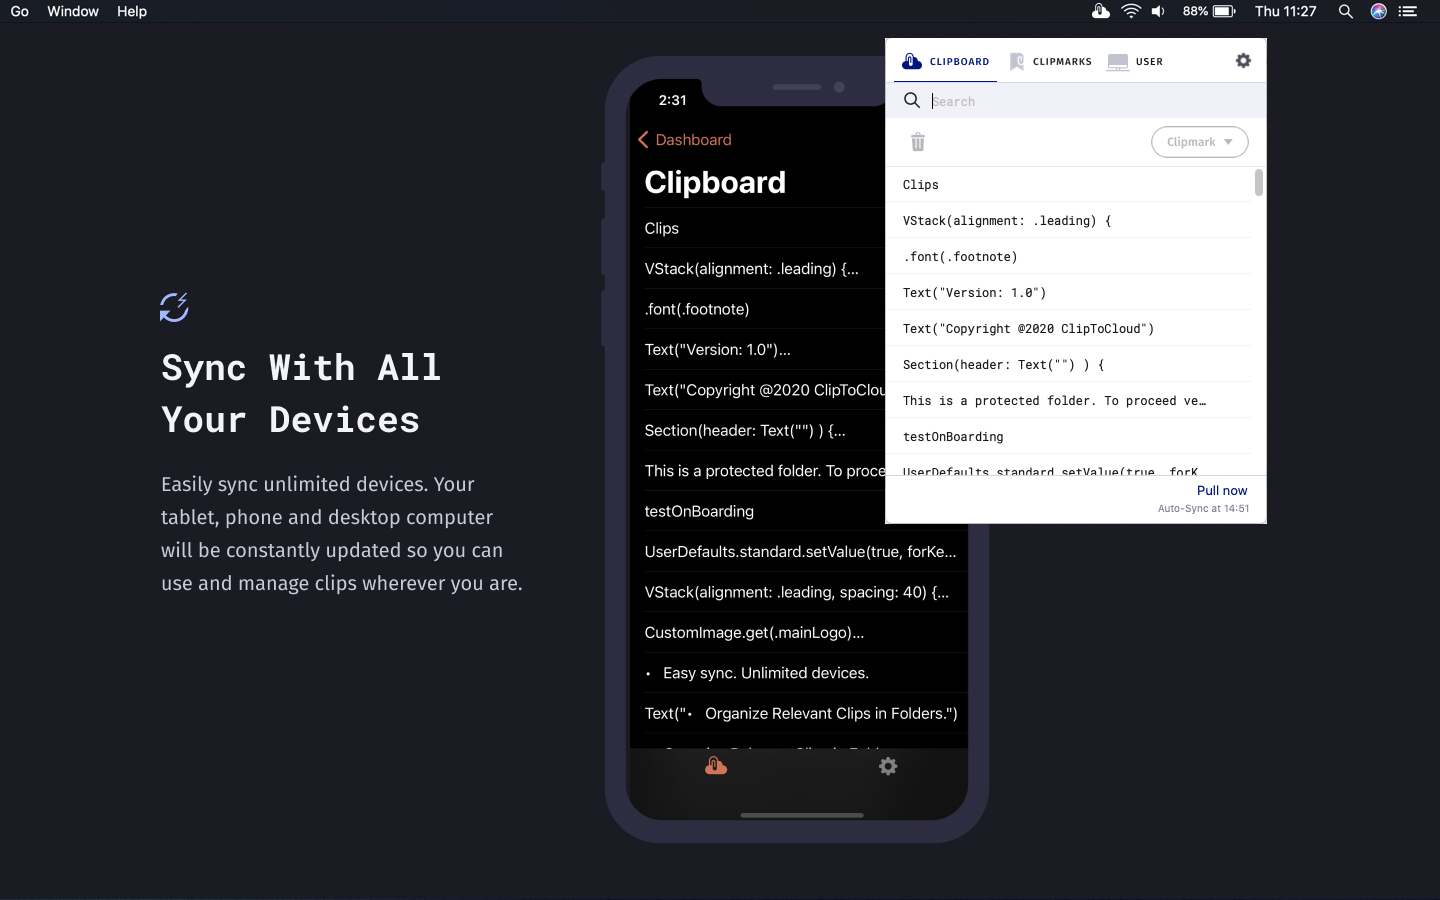 Go Window Help 88% Thu 11:27
Sync With All
Your Devices
Easily sync unlimited devices. Your
tablet, phone and desktop computer
will be constantly updated so you can
use and manage clips wherever you are.
2:31
Dashboard
Clipboard
Clips
VStack(alignment: .leading) {...
.font(.footnote)
Text("Version: 1.0")...
Text("Copyright @2020 ClipToClou
Section(header: Text("") ) {...
This is a protected folder. To proce
testOnBoarding
UserDefaults.standard.setValue(true, forKe...
VStack(alignment: .leading, spacing: 40) {...
CustomImage.get(.mainLogo)...
• Easy sync. Unlimited devices.
Text("• Organize Relevant Clips in Folders.")
CLIPBOARD CLIPMARKS USER
Search
Clipmark
Clips
VStack(alignment: .leading) {
.font(.footnote)
Text("Version: 1.0")
Text("Copyright @2020 ClipToCloud")
Section(header: Text("") ) {
This is a protected folder. To proceed ve…
testOnBoarding
UserDefaults.standard.setValue(true, forK
Pull now
Auto-Sync at 14:51